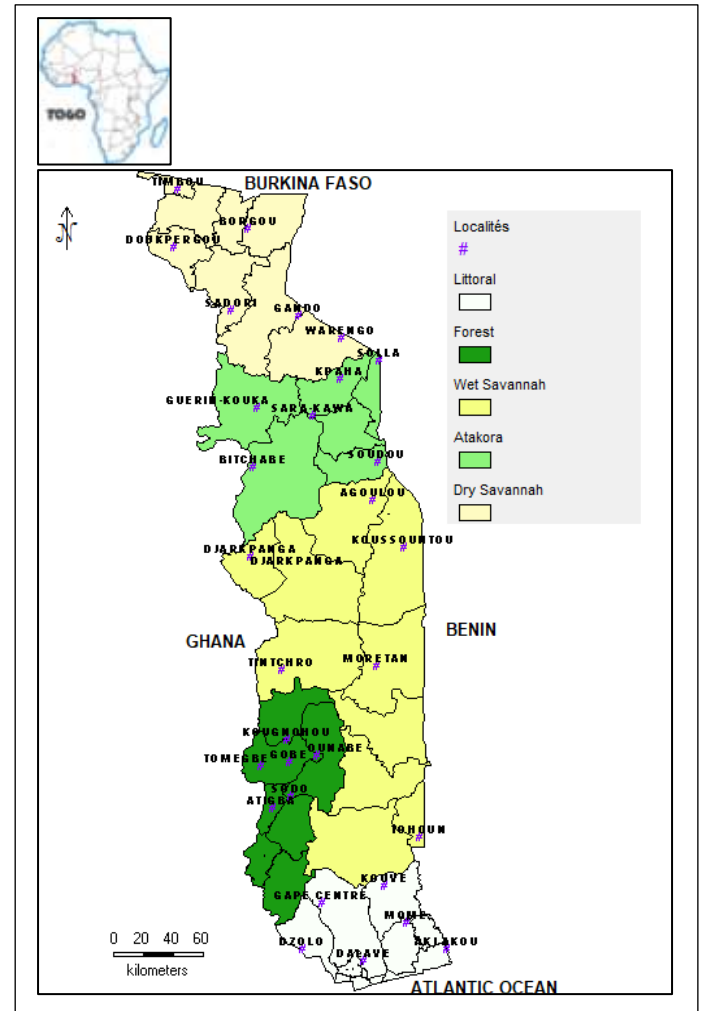 TOGO
BURKINA FASO
TIMBOU
BORGOU
DOUKPERGOU
SADORI
GANDO
WARENGO
SOLLA
KPAHA
GUERIN-KOUKA
SARA-KAWA
BITCHABE
SOUDOU
AGOULOU
KOUSSOUNTOU
DJARKPANGA
DJARKPANGA
GHANA
BENIN
TINTCHRO
MORETAN
KOUGNOHOU
OUNABE
TOMEGBE
GOBE
SODO
ATIGBA
TOHOUN
KOUVE
GAPE CENTRE
MOME
DZOLO
DALAVE
AKLAKOU
ATLANTIC OCEAN
N
Localités
#
Littoral
Forest
Wet Savannah
Atakora
Dry Savannah
0 20 40 60
kilometers